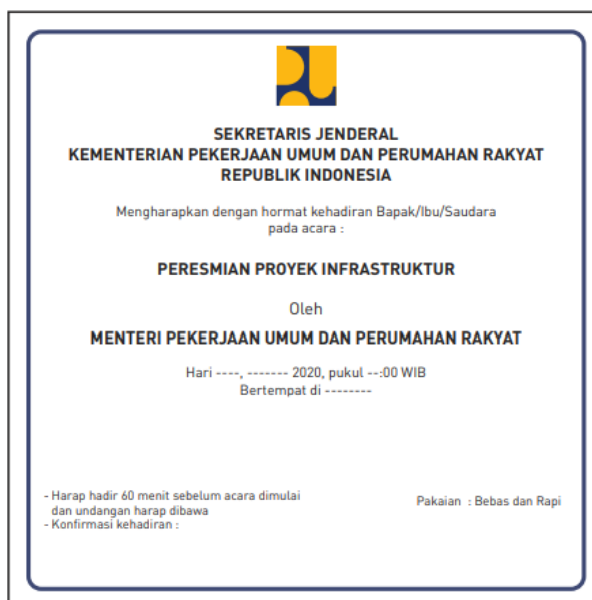 SEKRETARIS JENDERAL
KEMENTERIAN PEKERJAAN UMUM DAN PERUMAHAN RAKYAT
REPUBLIK INDONESIA
Mengharapkan dengan hormat kehadiran Bapak/Ibu/Saudara
pada acara :
PERESMIAN PROYEK INFRASTRUKTUR
Oleh
MENTERI PEKERJAAN UMUM DAN PERUMAHAN RAKYAT
Hari ----, ------- 2020, pukul --:00 WIB
Bertempat di --------
- Harap hadir 60 menit sebelum acara dimulai
dan undangan harap dibawa
- Konfirmasi kehadiran :
Pakaian : Bebas dan Rapi